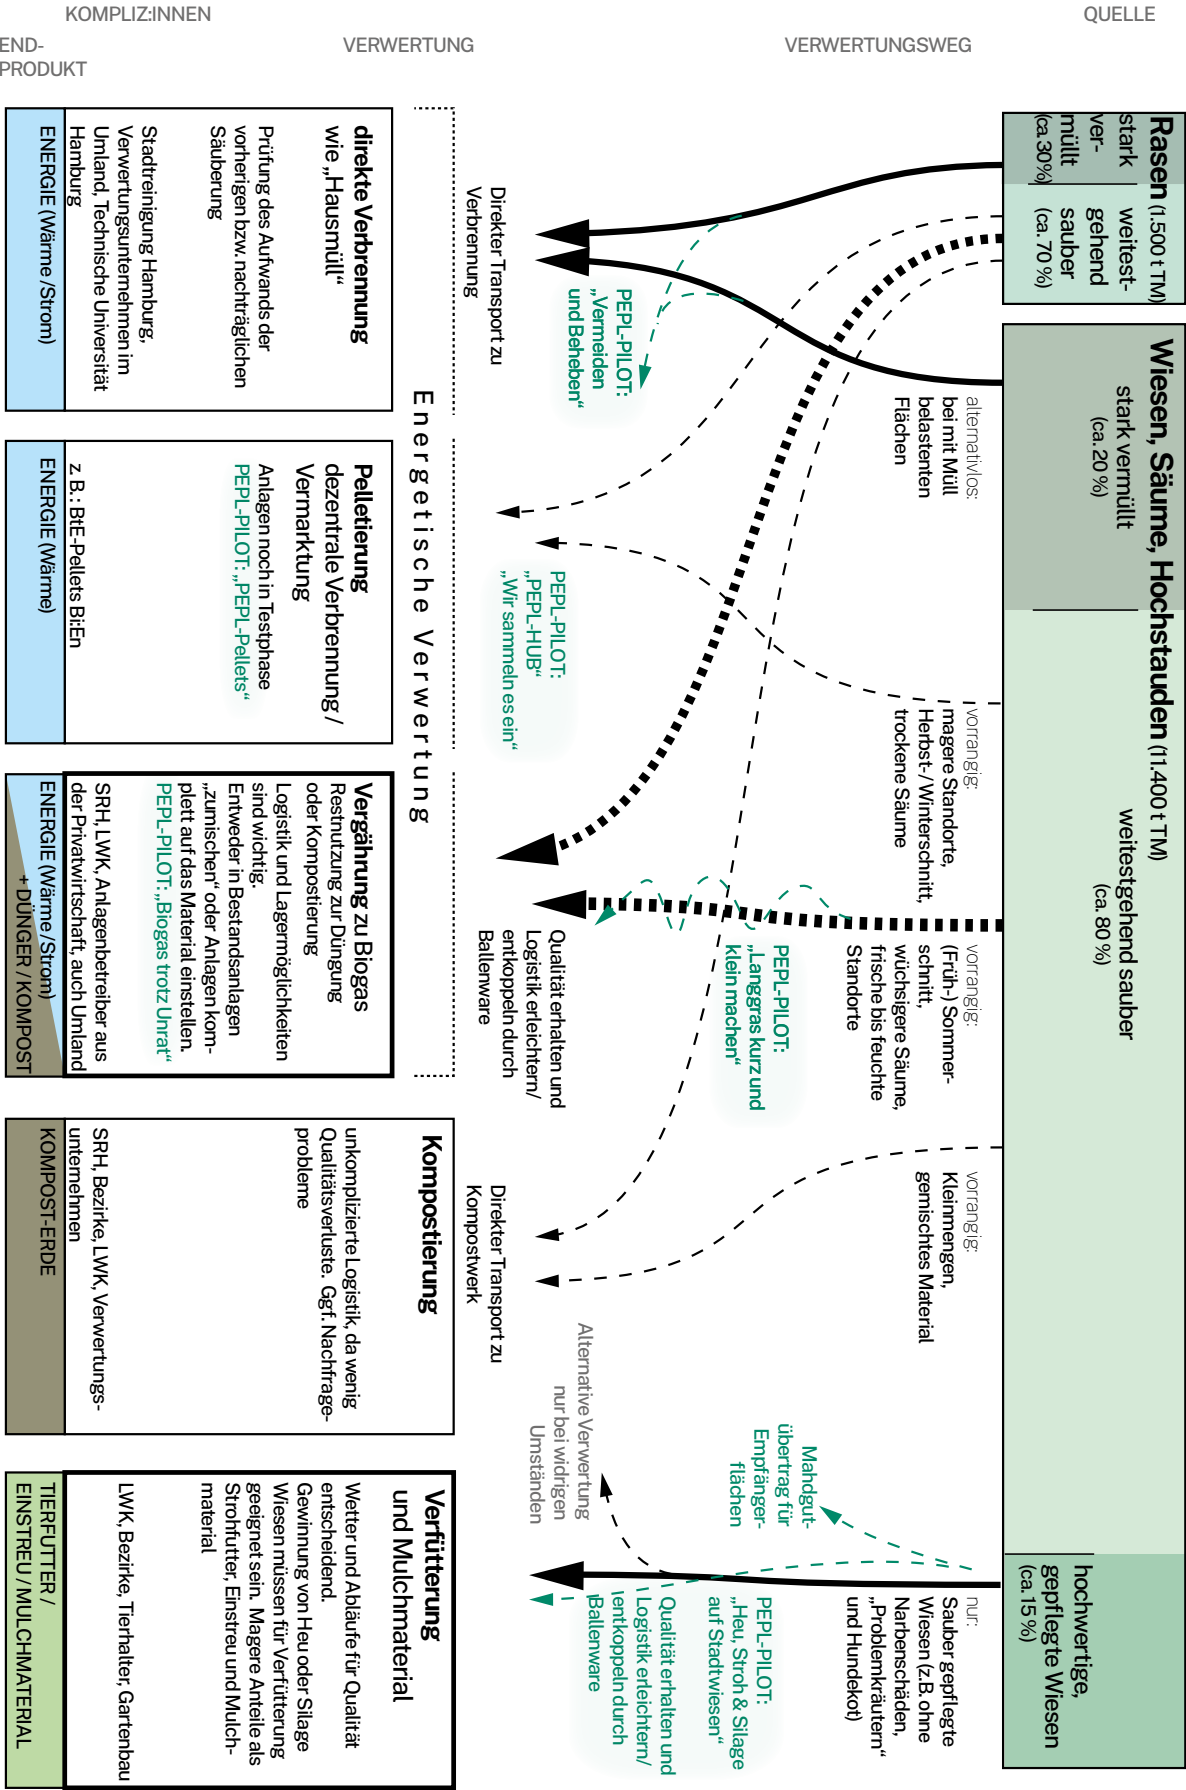 KOMPLIZ:INNEN
QUELLE
END-
PRODUKT
VERWERTUNG
VERWERTUNGSWEG
Rasen (1.500 t TM)
stark
ver-
müllt
(ca. 30%)
weitest-
gehend
sauber
(ca. 70 %)
Wiesen, Säume, Hochstauden (11.400 t TM)
stark vermüllt
(ca. 20 %)
weitestgehend sauber
(ca. 80 %)
hochwertige,
gepflegte Wiesen
(ca. 15 %)
alternativlos:
bei mit Müll
belastenten
Flächen
vorrangig:
magere Standorte,
Herbst- / Winterschnitt,
trockene Säume
vorrangig:
(Früh-) Sommer-
schnitt,
wüchsigere Säume,
frische bis feuchte
Standorte
vorrangig:
Kleinmengen,
gemischtes Material
nur:
Sauber gepflegte
Wiesen (z.B. ohne
Narbenschäden,
„Problemkräutern“
und Hundekot)
PEPL-PILOT:
„Vermeiden
und Beheben“
PEPL-PILOT:
„PEPL-HUB“
„Wir sammeln es ein“
PEPL-PILOT:
„Langgras kurz und
klein machen“
Mahdgut-
übertrag für
Empfänger-
flächen
PEPL-PILOT:
„Heu, Stroh & Silage
auf Stadtwiesen“
Qualität erhalten und
Logistik erleichtern/
entkoppeln durch
Ballenware
Alternative Verwertung
nur bei widrigen
Umständen
Direkter Transport zu
Verbrennung
Qualität erhalten und
Logistik erleichtern/
entkoppeln durch
Ballenware
Direkter Transport zu
Kompostwerk
Energetische Verwertung
direkte Verbrennung
wie „Hausmüll“
Prüfung des Aufwands der
vorherigen bzw. nachträglichen
Säuberung
Stadtreinigung Hamburg,
Verwertungsunternehmen im
Umland, Technische Universität
Hamburg
ENERGIE (Wärme /Strom)
Pelletierung
dezentrale Verbrennung /
Vermarktung
Anlagen noch in Testphase
PEPL-PILOT: „PEPL-Pellets“
z. B. : BtE-Pellets Bi:En
ENERGIE (Wärme)
Vergährung zu Biogas
Restnutzung zur Düngung
oder Kompostierung
Logistik und Lagermöglichkeiten
sind wichtig.
Entweder in Bestandsanlagen
„zumischen“ oder Anlagen kom-
plett auf das Material einstellen.
PEPL-PILOT:„Biogas trotz Unrat“
SRH, LWK, Anlagenbetreiber aus
der Privatwirtschaft, auch Umland
ENERGIE (Wärme /Strom)
+ DÜNGER / KOMPOST
Kompostierung
unkomplizierte Logistik, da wenig
Qualitätsverluste. Ggf. Nachfrage-
probleme
SRH, Bezirke, LWK, Verwertungs-
unternehmen
KOMPOST-ERDE
Verfütterung
und Mulchmaterial
Wetter und Abläufe für Qualität
entscheidend.
Gewinnung von Heu oder Silage
Wiesen müssen für Verfütterung
geeignet sein. Magere Anteile als
Strohfutter, Einstreu und Mulch-
material
LWK, Bezirke, Tierhalter, Gartenbau
TIERFUTTER /
EINSTREU / MULCHMATERIAL